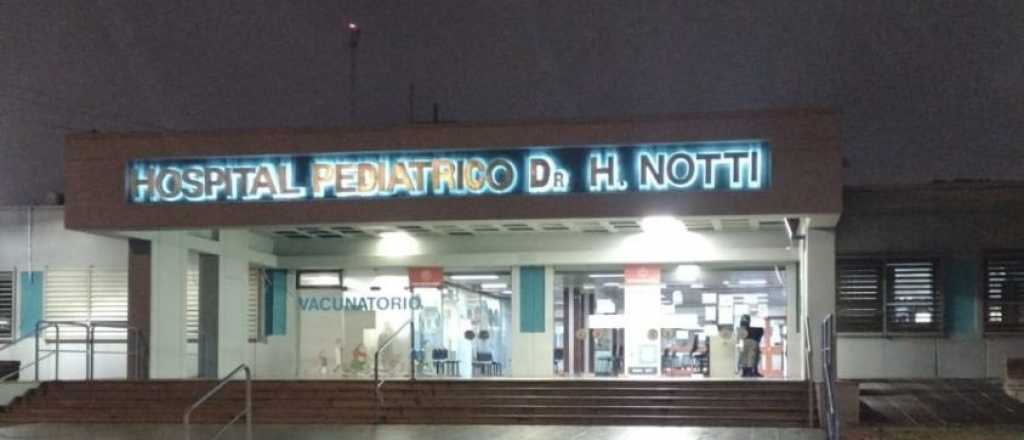 HOSPITAL PEDIATRICO DR H. NOTTI
VACUNATORIO